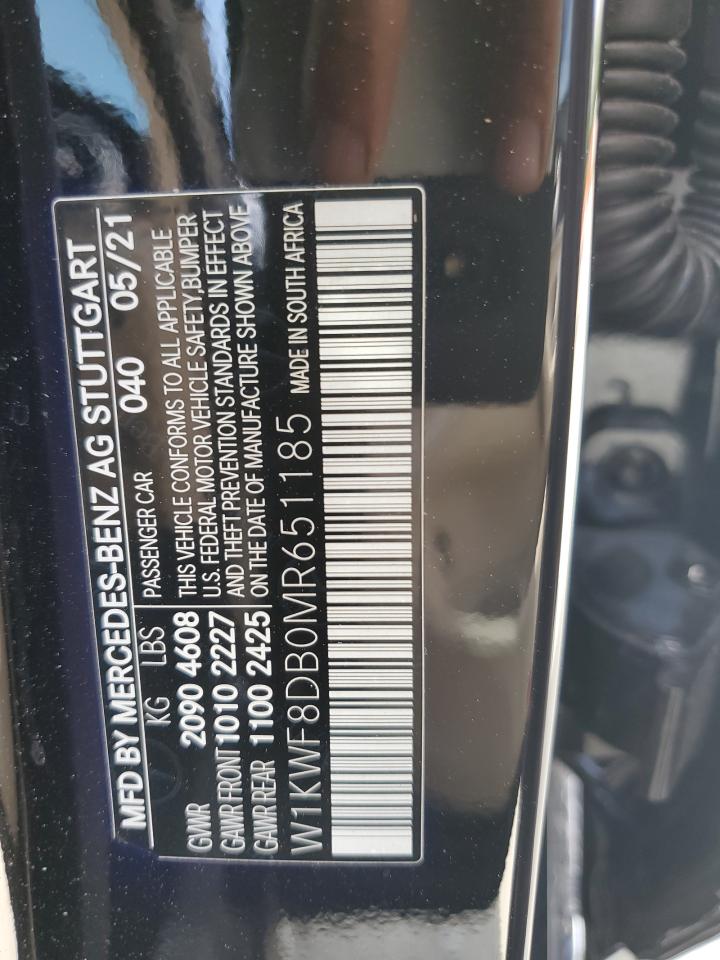 MFD BY MERCEDES-BENZ AG STUTTGART
040 05/21
KG LBS PASSENGER CAR
GVWR 2090 4608
GAWR FRONT 1010 2227
GAWR REAR 1100 2425
THIS VEHICLE CONFORMS TO ALL APPLICABLE
U.S. FEDERAL MOTOR VEHICLE SAFETY,BUMPER
AND THEFT PREVENTION STANDARDS IN EFFECT
ON THE DATE OF MANUFACTURE SHOWN ABOVE
W1KWF8DB0MR651185 MADE IN SOUTH AFRICA